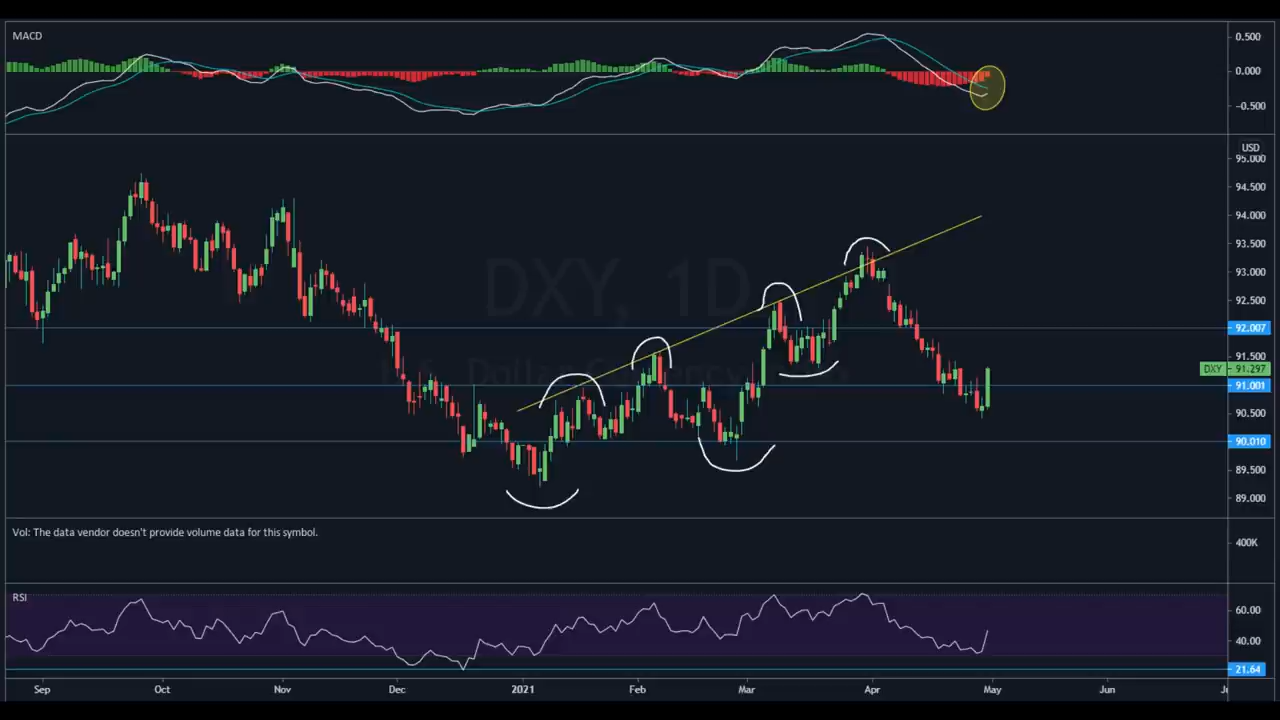 MACD
0.500
0.000
-0.500
USD
95.000
94.500
94.000
93.500
93.000
92.500
92.007
91.500
DXY 91.297
91.001
90.500
90.010
89.500
89.000
DXY, 1D
Vol: The data vendor doesn't provide volume data for this symbol.
400K
RSI
60.00
40.00
21.64
Sep Oct Nov Dec 2021 Feb Mar Apr May Jun